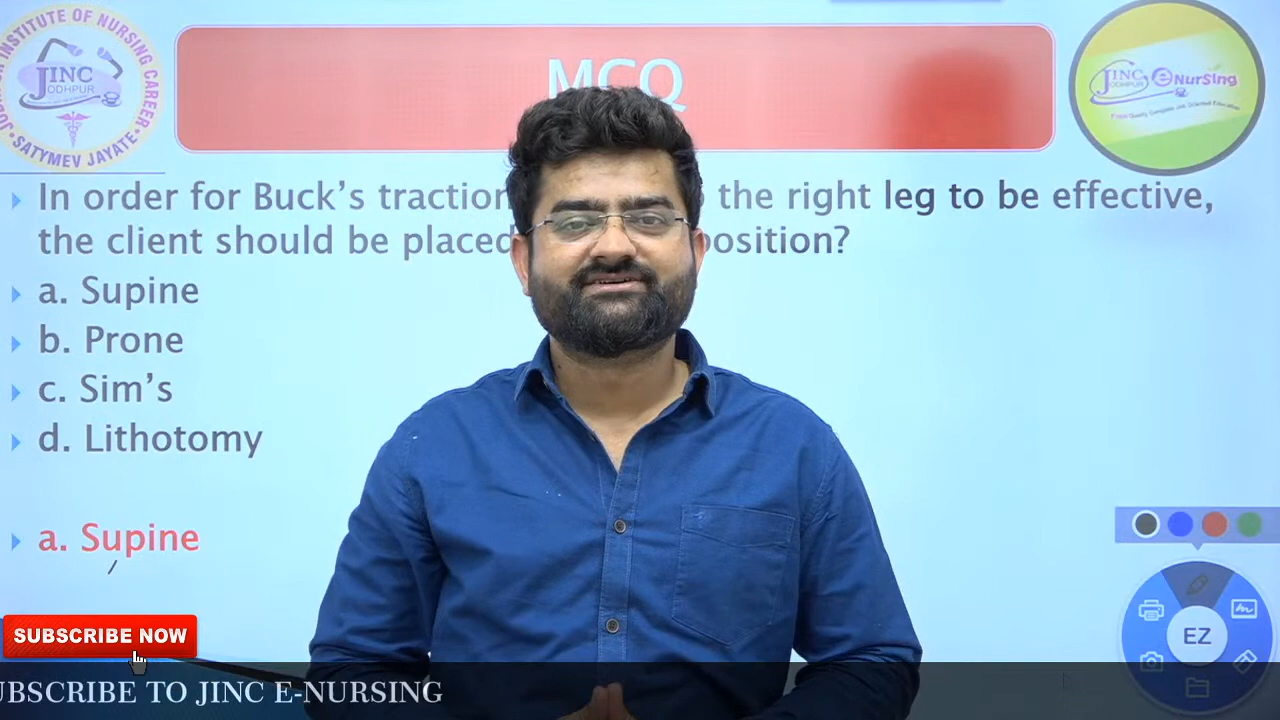 INSTITUTE OF NURSING CAREER
JINC
JODHPUR
SATYMEV JAYATE
MCQ
JINC eNursing
JODHPUR
In order for Buck's traction the right leg to be effective,
the client should be placed position?
a. Supine
b. Prone
c. Sim's
d. Lithotomy
a. Supine
EZ
SUBSCRIBE NOW
UBSCRIBE TO JINC E-NURSING